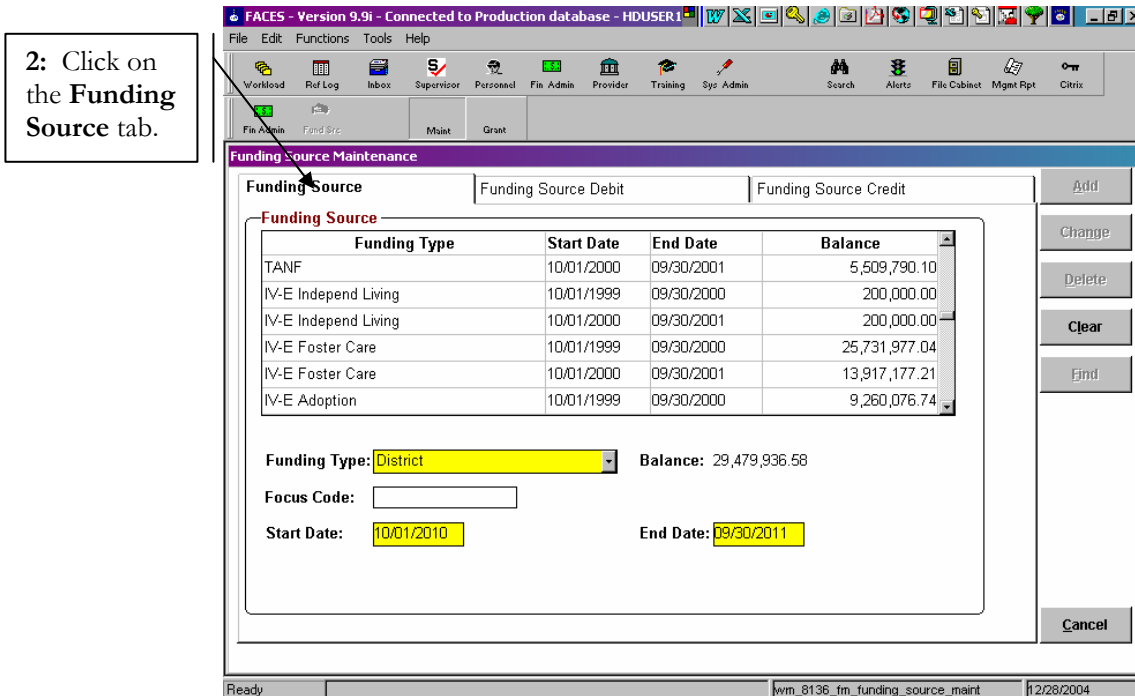 FACES - Version 9.9i - Connected to Production database - HDUSER1
File Edit Functions Tools Help
2: Click on
the Funding
Source tab.
Workload Ref Log Inbox Supervisor Personnel Fin Admin Provider Training Sys Admin Search Alerts File Cabinet Mgmt Rpt Citrix
Fin Admin Fund Src Maint Grant
Funding Source Maintenance
Funding Source Funding Source Debit Funding Source Credit
Add
Funding Source
Change
Funding Type Start Date End Date Balance
TANF 10/01/2000 09/30/2001 5,509,790.10
Delete
IV-E Independ Living 10/01/1999 09/30/2000 200,000.00
IV-E Independ Living 10/01/2000 09/30/2001 200,000.00
Clear
IV-E Foster Care 10/01/1999 09/30/2000 25,731,977.04
IV-E Foster Care 10/01/2000 09/30/2001 13,917,177.21
Find
IV-E Adoption 10/01/1999 09/30/2000 9,260,076.74
Funding Type: District Balance: 29,479,936.58
Focus Code:
Start Date: 10/01/2010 End Date: 09/30/2011
Cancel
Ready wm_8136_fm_funding_source_maint 12/28/2004